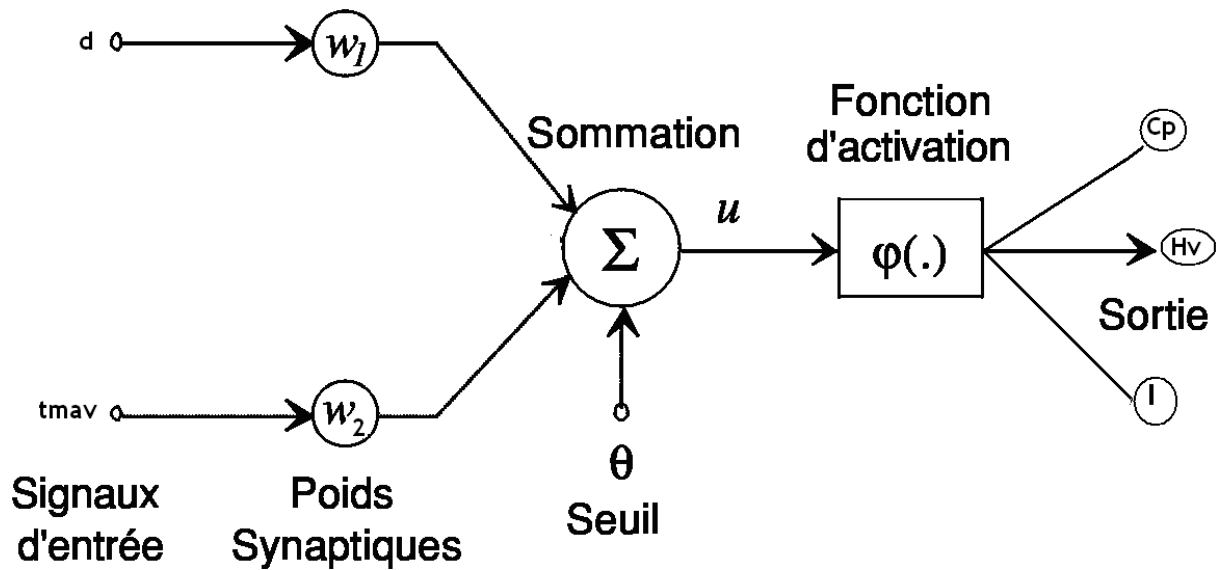 d
w1
Sommation
Fonction
d'activation
Cp
Σ
u
φ(.)
Hv
Sortie
tmav
w2
θ
Seuil
I
Signaux
d'entrée
Poids
Synaptiques